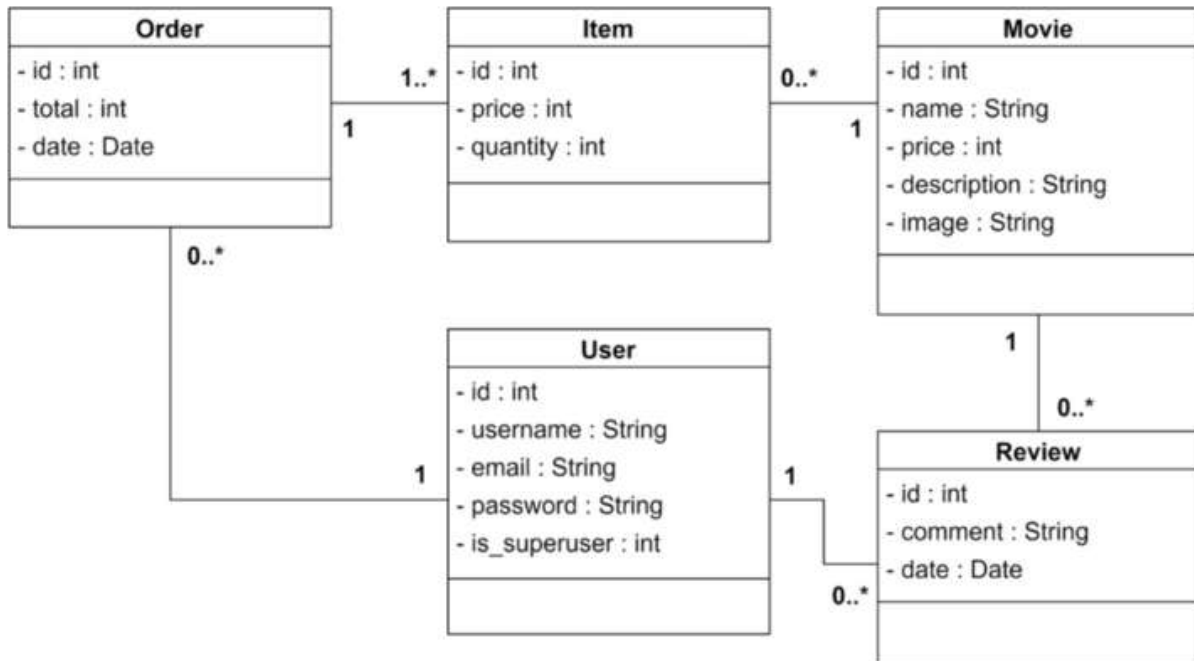 Order
- id : int
- total : int
- date : Date
1..*
1
Item
- id : int
- price : int
- quantity : int
0..*
1
Movie
- id : int
- name : String
- price : int
- description : String
- image : String
0..*
1
User
- id : int
- username : String
- email : String
- password : String
- is_superuser : int
1
0..*
1
0..*
Review
- id : int
- comment : String
- date : Date